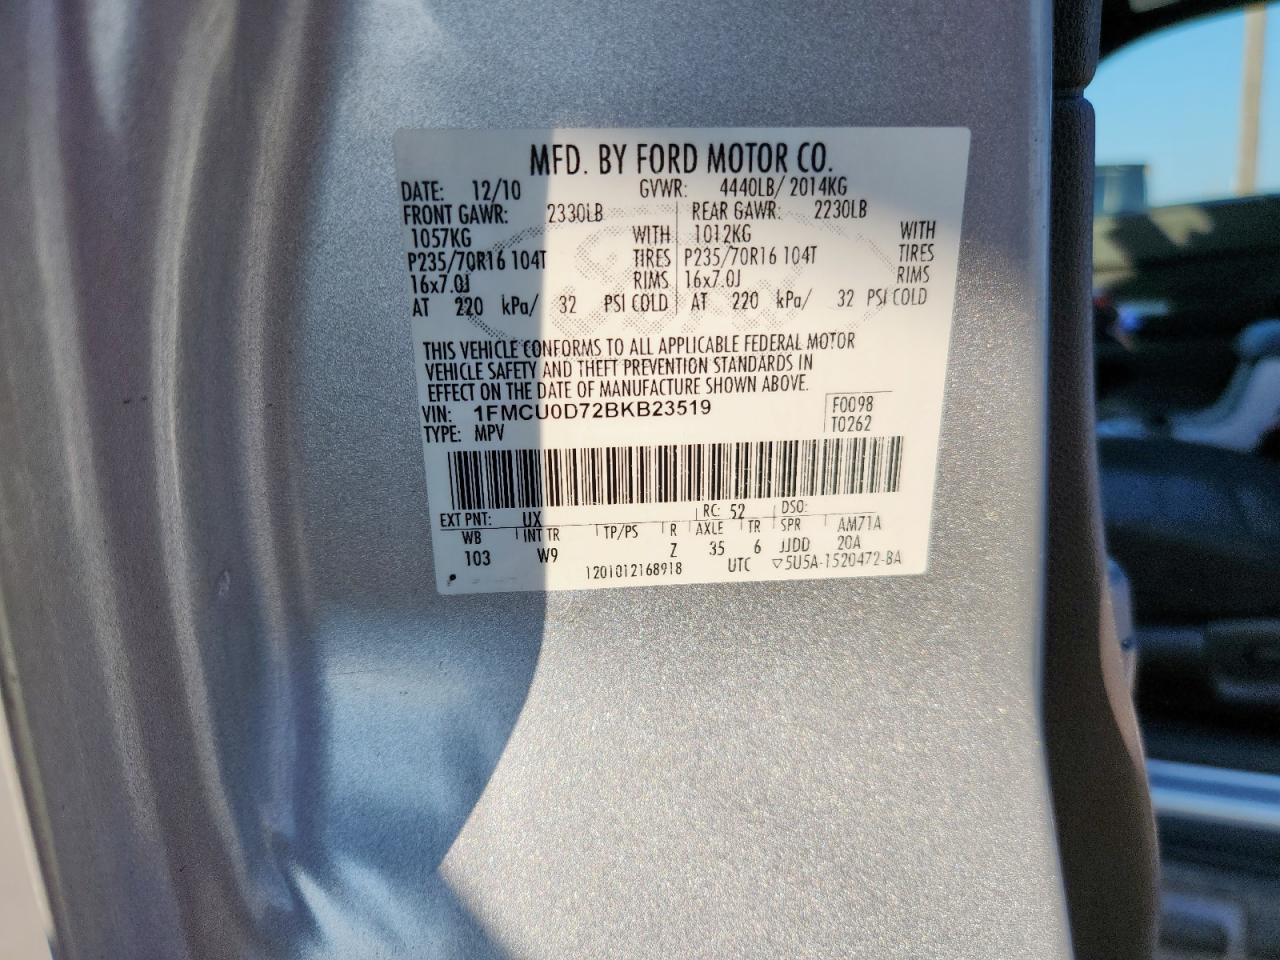 MFD. BY FORD MOTOR CO.
DATE: 12/10 GVWR: 4440LB/ 2014KG
FRONT GAWR: 2330LB REAR GAWR: 2230LB
1057KG WITH 1012KG WITH
P235/70R16 104T TIRES P235/70R16 104T TIRES
16x7.0J RIMS 16x7.0J RIMS
AT 220 kPa/ 32 PSI COLD AT 220 kPa/ 32 PSI COLD
THIS VEHICLE CONFORMS TO ALL APPLICABLE FEDERAL MOTOR
VEHICLE SAFETY AND THEFT PREVENTION STANDARDS IN
EFFECT ON THE DATE OF MANUFACTURE SHOWN ABOVE.
VIN: 1FMCU0D72BKB23519 F0098
TYPE: MPV T0262
EXT PNT: UX RC: 52 DSO:
WB INT TR TP/PS R AXLE TR SPR AM71A
103 W9 Z 35 6 JJDD 20A
1201012168918 UTC ▽5U5A-1520472-BA